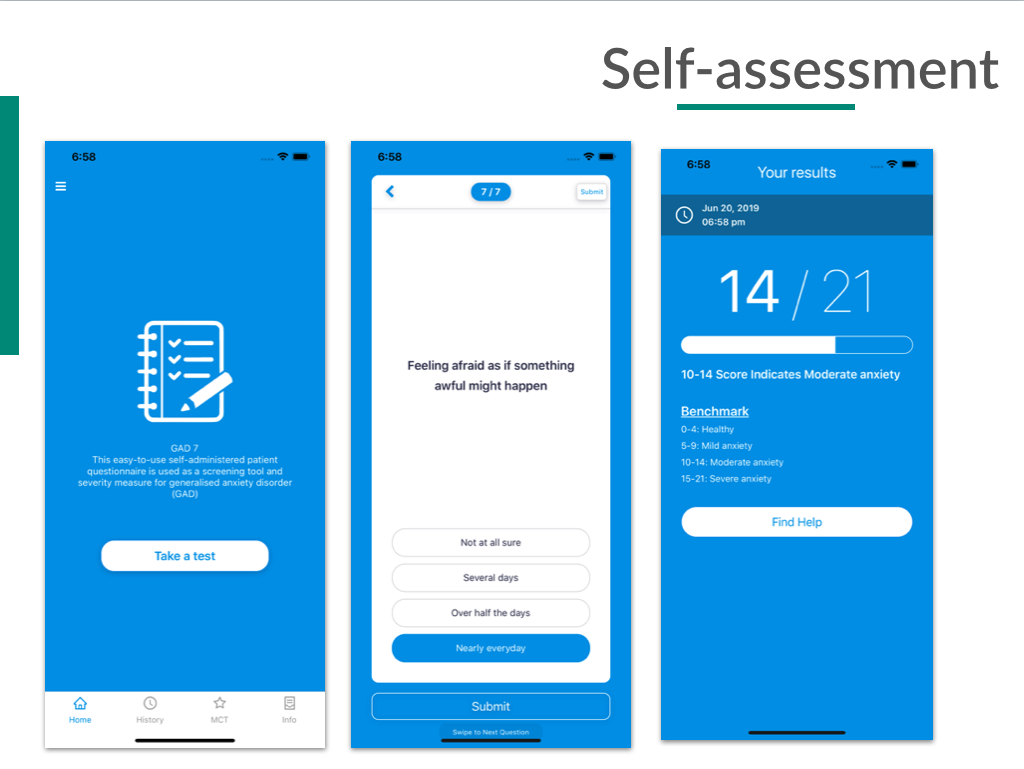 Self-assessment
6:58
GAD 7
This easy-to-use self-administered patient
questionnaire is used as a screening tool and
severity measure for generalised anxiety disorder
(GAD)
Take a test
Home
History
MCT
Info
6:58
7 / 7
Submit
Feeling afraid as if something
awful might happen
Not at all sure
Several days
Over half the days
Nearly everyday
Submit
Swipe to Next Question
6:58
Your results
Jun 20, 2019
06:58 pm
14 / 21
10-14 Score Indicates Moderate anxiety
Benchmark
0-4: Healthy
5-9: Mild anxiety
10-14: Moderate anxiety
15-21: Severe anxiety
Find Help